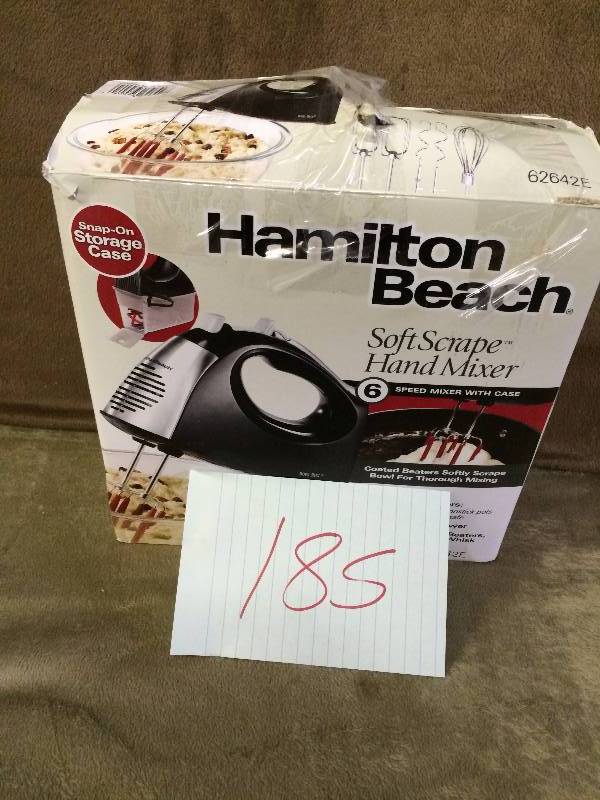 62642E
Snap-On
Storage
Case
Hamilton
Beach®
SoftScrape™
Hand Mixer
6 SPEED MIXER WITH CASE
Coated Beaters Softly Scrape
Bowl For Thorough Mixing
185